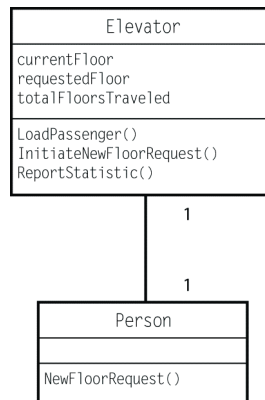 Elevator
currentFloor
requestedFloor
totalFloorsTraveled
LoadPassenger()
InitiateNewFloorRequest()
ReportStatistic()
1
1
Person
NewFloorRequest()